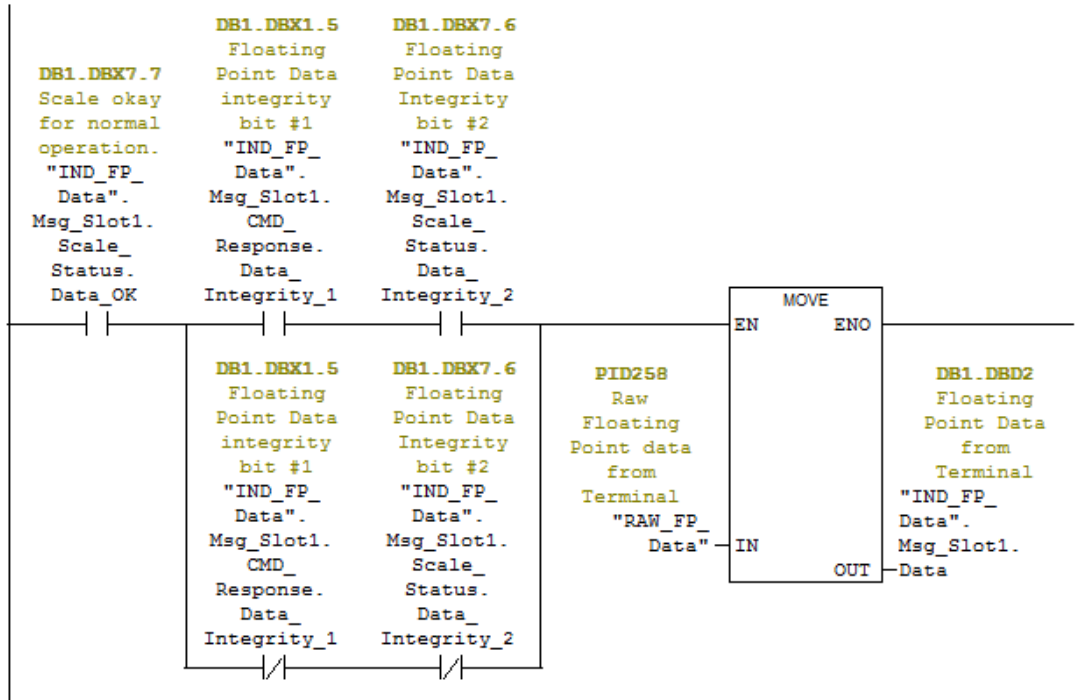 DB1.DBX7.7
Scale okay
for normal
operation.
"IND_FP_
Data".
Msg_Slot1.
Scale_
Status.
Data_OK
DB1.DBX1.5
Floating
Point Data
integrity
bit #1
"IND_FP_
Data".
Msg_Slot1.
CMD_
Response.
Data_
Integrity_1
DB1.DBX7.6
Floating
Point Data
Integrity
bit #2
"IND_FP_
Data".
Msg_Slot1.
Scale_
Status.
Data_
Integrity_2
DB1.DBX1.5
Floating
Point Data
integrity
bit #1
"IND_FP_
Data".
Msg_Slot1.
CMD_
Response.
Data_
Integrity_1
DB1.DBX7.6
Floating
Point Data
Integrity
bit #2
"IND_FP_
Data".
Msg_Slot1.
Scale_
Status.
Data_
Integrity_2
PID258
Raw
Floating
Point data
from
Terminal
"RAW_FP_
Data"
MOVE
EN ENO
IN
OUT
DB1.DBD2
Floating
Point Data
from
Terminal
"IND_FP_
Data".
Msg_Slot1.
Data